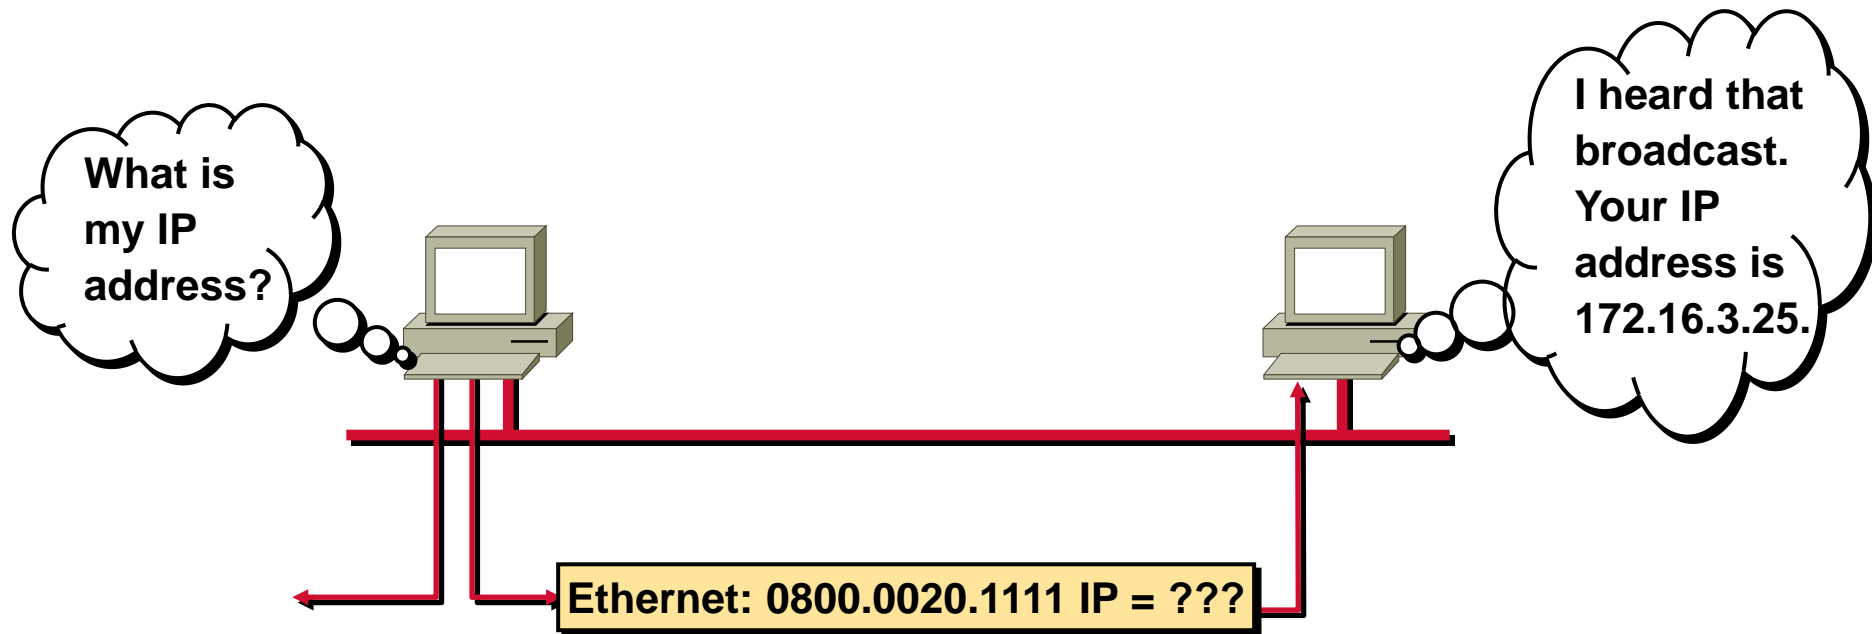 What is
my IP
address?
I heard that
broadcast.
Your IP
address is
172.16.3.25.
Ethernet: 0800.0020.1111 IP = ???